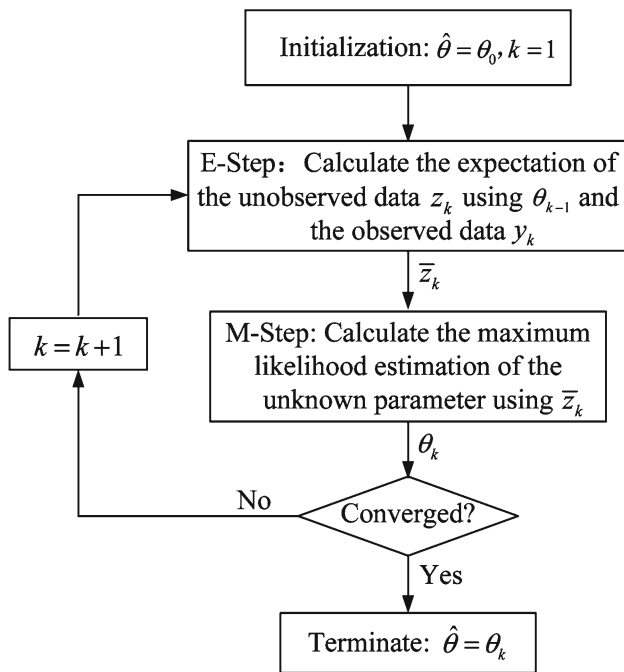 Initialization: θ̂ = θ₀, k = 1
E-Step： Calculate the expectation of
the unobserved data zₖ using θₖ₋₁ and
the observed data yₖ
z̄ₖ
k = k+1
M-Step: Calculate the maximum
likelihood estimation of the
unknown parameter using z̄ₖ
θₖ
No
Converged?
Yes
Terminate: θ̂ = θₖ